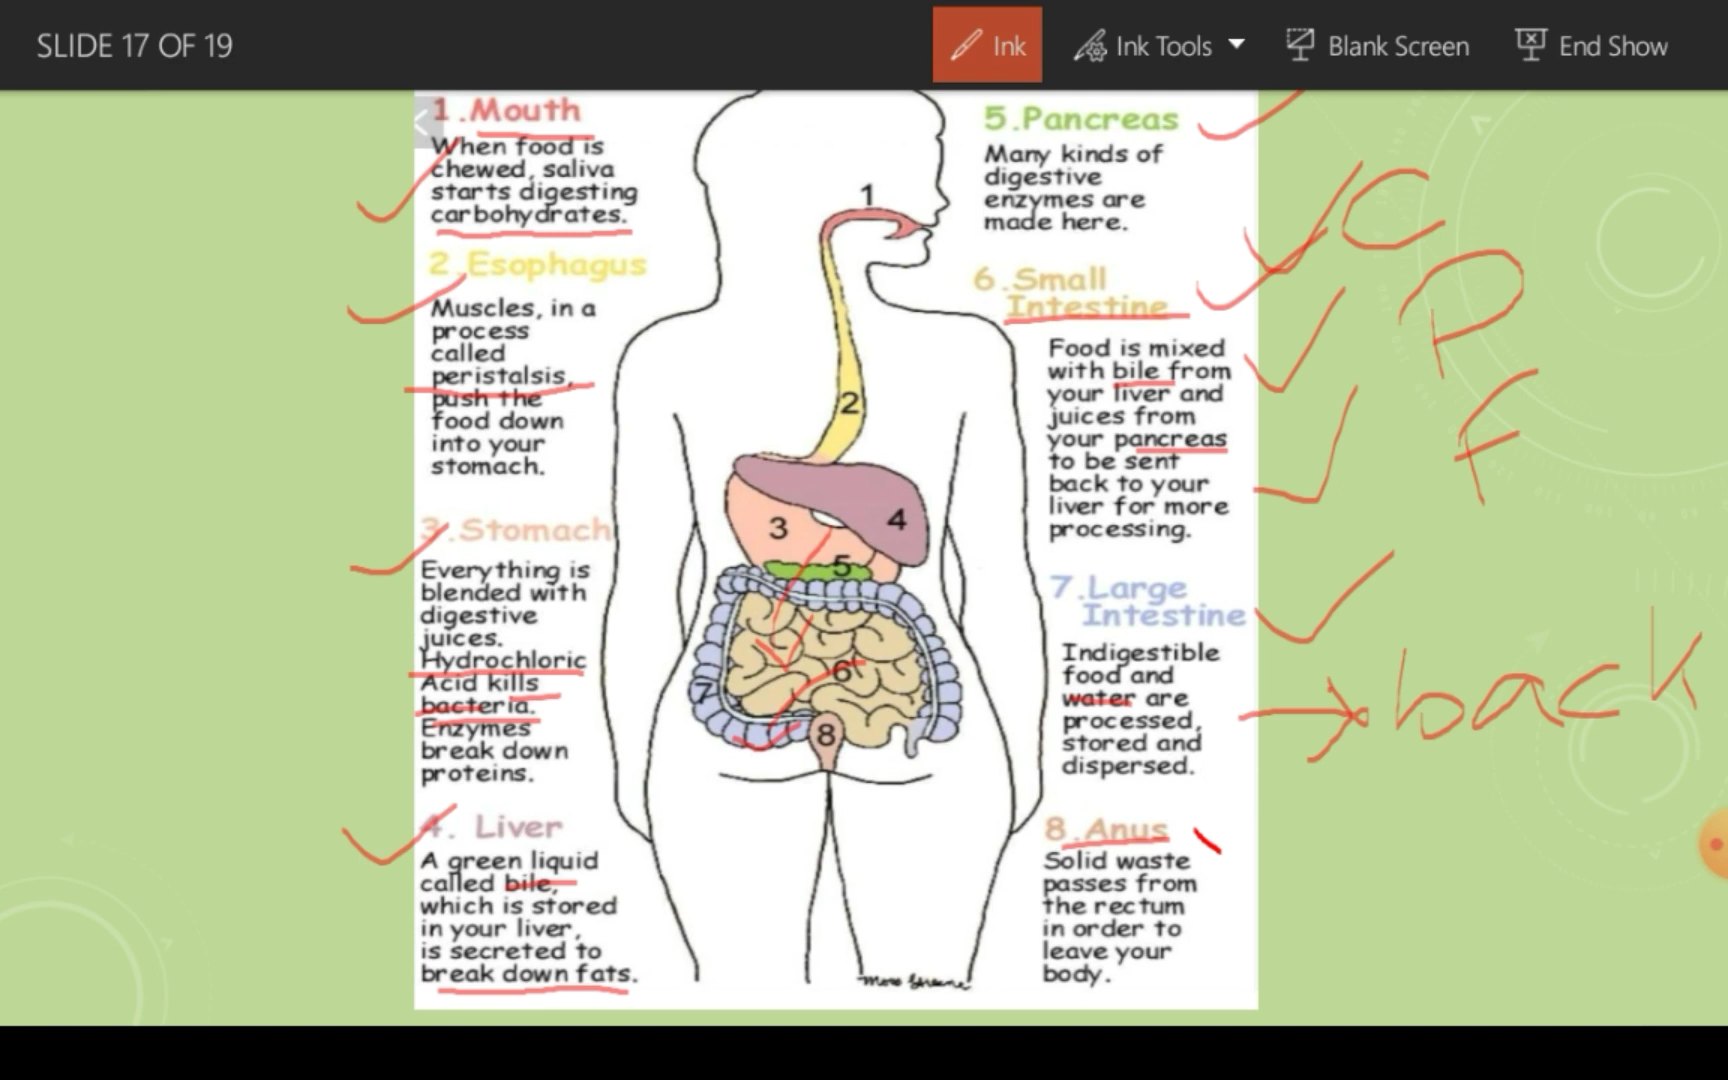 SLIDE 17 OF 19
Ink
Ink Tools
Blank Screen
End Show
1.Mouth
When food is
chewed, saliva
starts digesting
carbohydrates.
2.Esophagus
Muscles, in a
process
called
peristalsis,
push the
food down
into your
stomach.
3.Stomach
Everything is
blended with
digestive
juices.
Hydrochloric
Acid kills
bacteria.
Enzymes
break down
proteins.
4. Liver
A green liquid
called bile,
which is stored
in your liver,
is secreted to
break down fats.
1
2
3
4
5
6
7
8
5.Pancreas
Many kinds of
digestive
enzymes are
made here.
6.Small
Intestine
Food is mixed
with bile from
your liver and
juices from
your pancreas
to be sent
back to your
liver for more
processing.
7.Large
Intestine
Indigestible
food and
water are
processed,
stored and
dispersed.
8.Anus
Solid waste
passes from
the rectum
in order to
leave your
body.
C
P
F
back